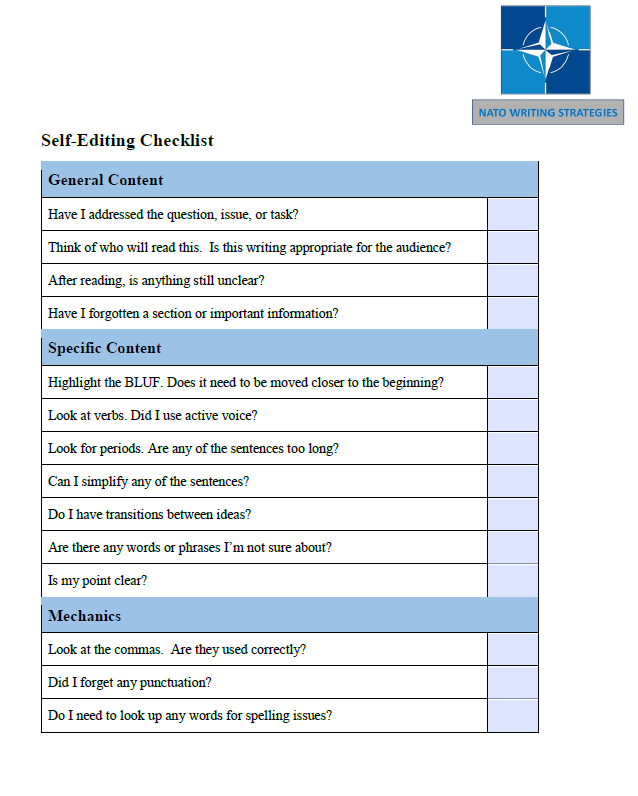 NATO WRITING STRATEGIES
Self-Editing Checklist
General Content
Have I addressed the question, issue, or task?
Think of who will read this.  Is this writing appropriate for the audience?
After reading, is anything still unclear?
Have I forgotten a section or important information?
Specific Content
Highlight the BLUF. Does it need to be moved closer to the beginning?
Look at verbs. Did I use active voice?
Look for periods. Are any of the sentences too long?
Can I simplify any of the sentences?
Do I have transitions between ideas?
Are there any words or phrases I’m not sure about?
Is my point clear?
Mechanics
Look at the commas.  Are they used correctly?
Did I forget any punctuation?
Do I need to look up any words for spelling issues?